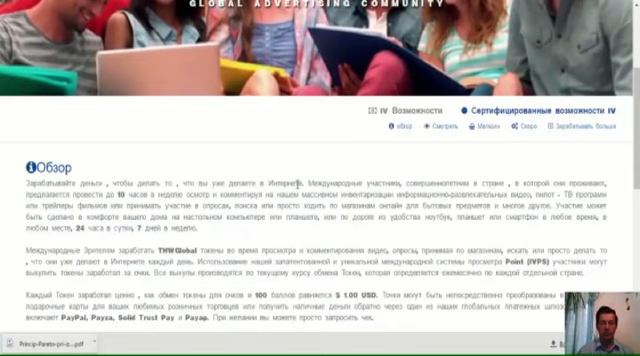 GLOBAL ADVERTISING COMMUNITY
IV Возможности
Сертифицированные возможности IV
обзор
Смотреть
Магазин
Скоро
Зарабатывать больше
Обзор
Зарабатывайте деньги , чтобы делать то , что вы уже делаете в Интернете. Международные участники, совершеннолетними в стране , в которой они проживают,
предлагается провести до 10 часов в неделю осмотр и комментируя на нашем массивном инвентаризации информационно-развлекательных видео, пилот - ТВ программ
или трейлеры фильмов или принимать участие в опросах, поиска или просто ходить по магазинам онлайн для бытовых предметов и многое другое. Участие может
быть сделано в комфорте вашего дома на настольном компьютере или планшете, или по дороге из удобства ноутбук, планшет или смартфон в любое время, в
любом месте, 24 часа в сутки, 7 дней в неделю.
Международные Зрителям заработать THWGlobal токены во время просмотра и комментирования видео, опросы, принимая по магазинам, искать или просто делать то
, что они уже делают в Интернете каждый день. Использование нашей запатентованной и уникальной международной системы просмотра Point (IVPS) участники могут
выкупить токены заработал за очки. Все выкупы производятся по текущему курсу обмена Токен, которая определяется ежемесячно по каждой отдельной стране.
Каждый Токен заработал ценно , как обмен токены для очков и 100 баллов равняется $ 1.00 USD. Точки могут быть непосредственно преобразованы в
подарочные карты для ваших любимых розничных торговцев или получить наличные деньги обратно через один из наших глобальных платежных
включают PayPal, Payza, Solid Trust Pay и Payap. При желании вы можете просто запросить чек.
Princip-Pareto-pri-iz....pdf